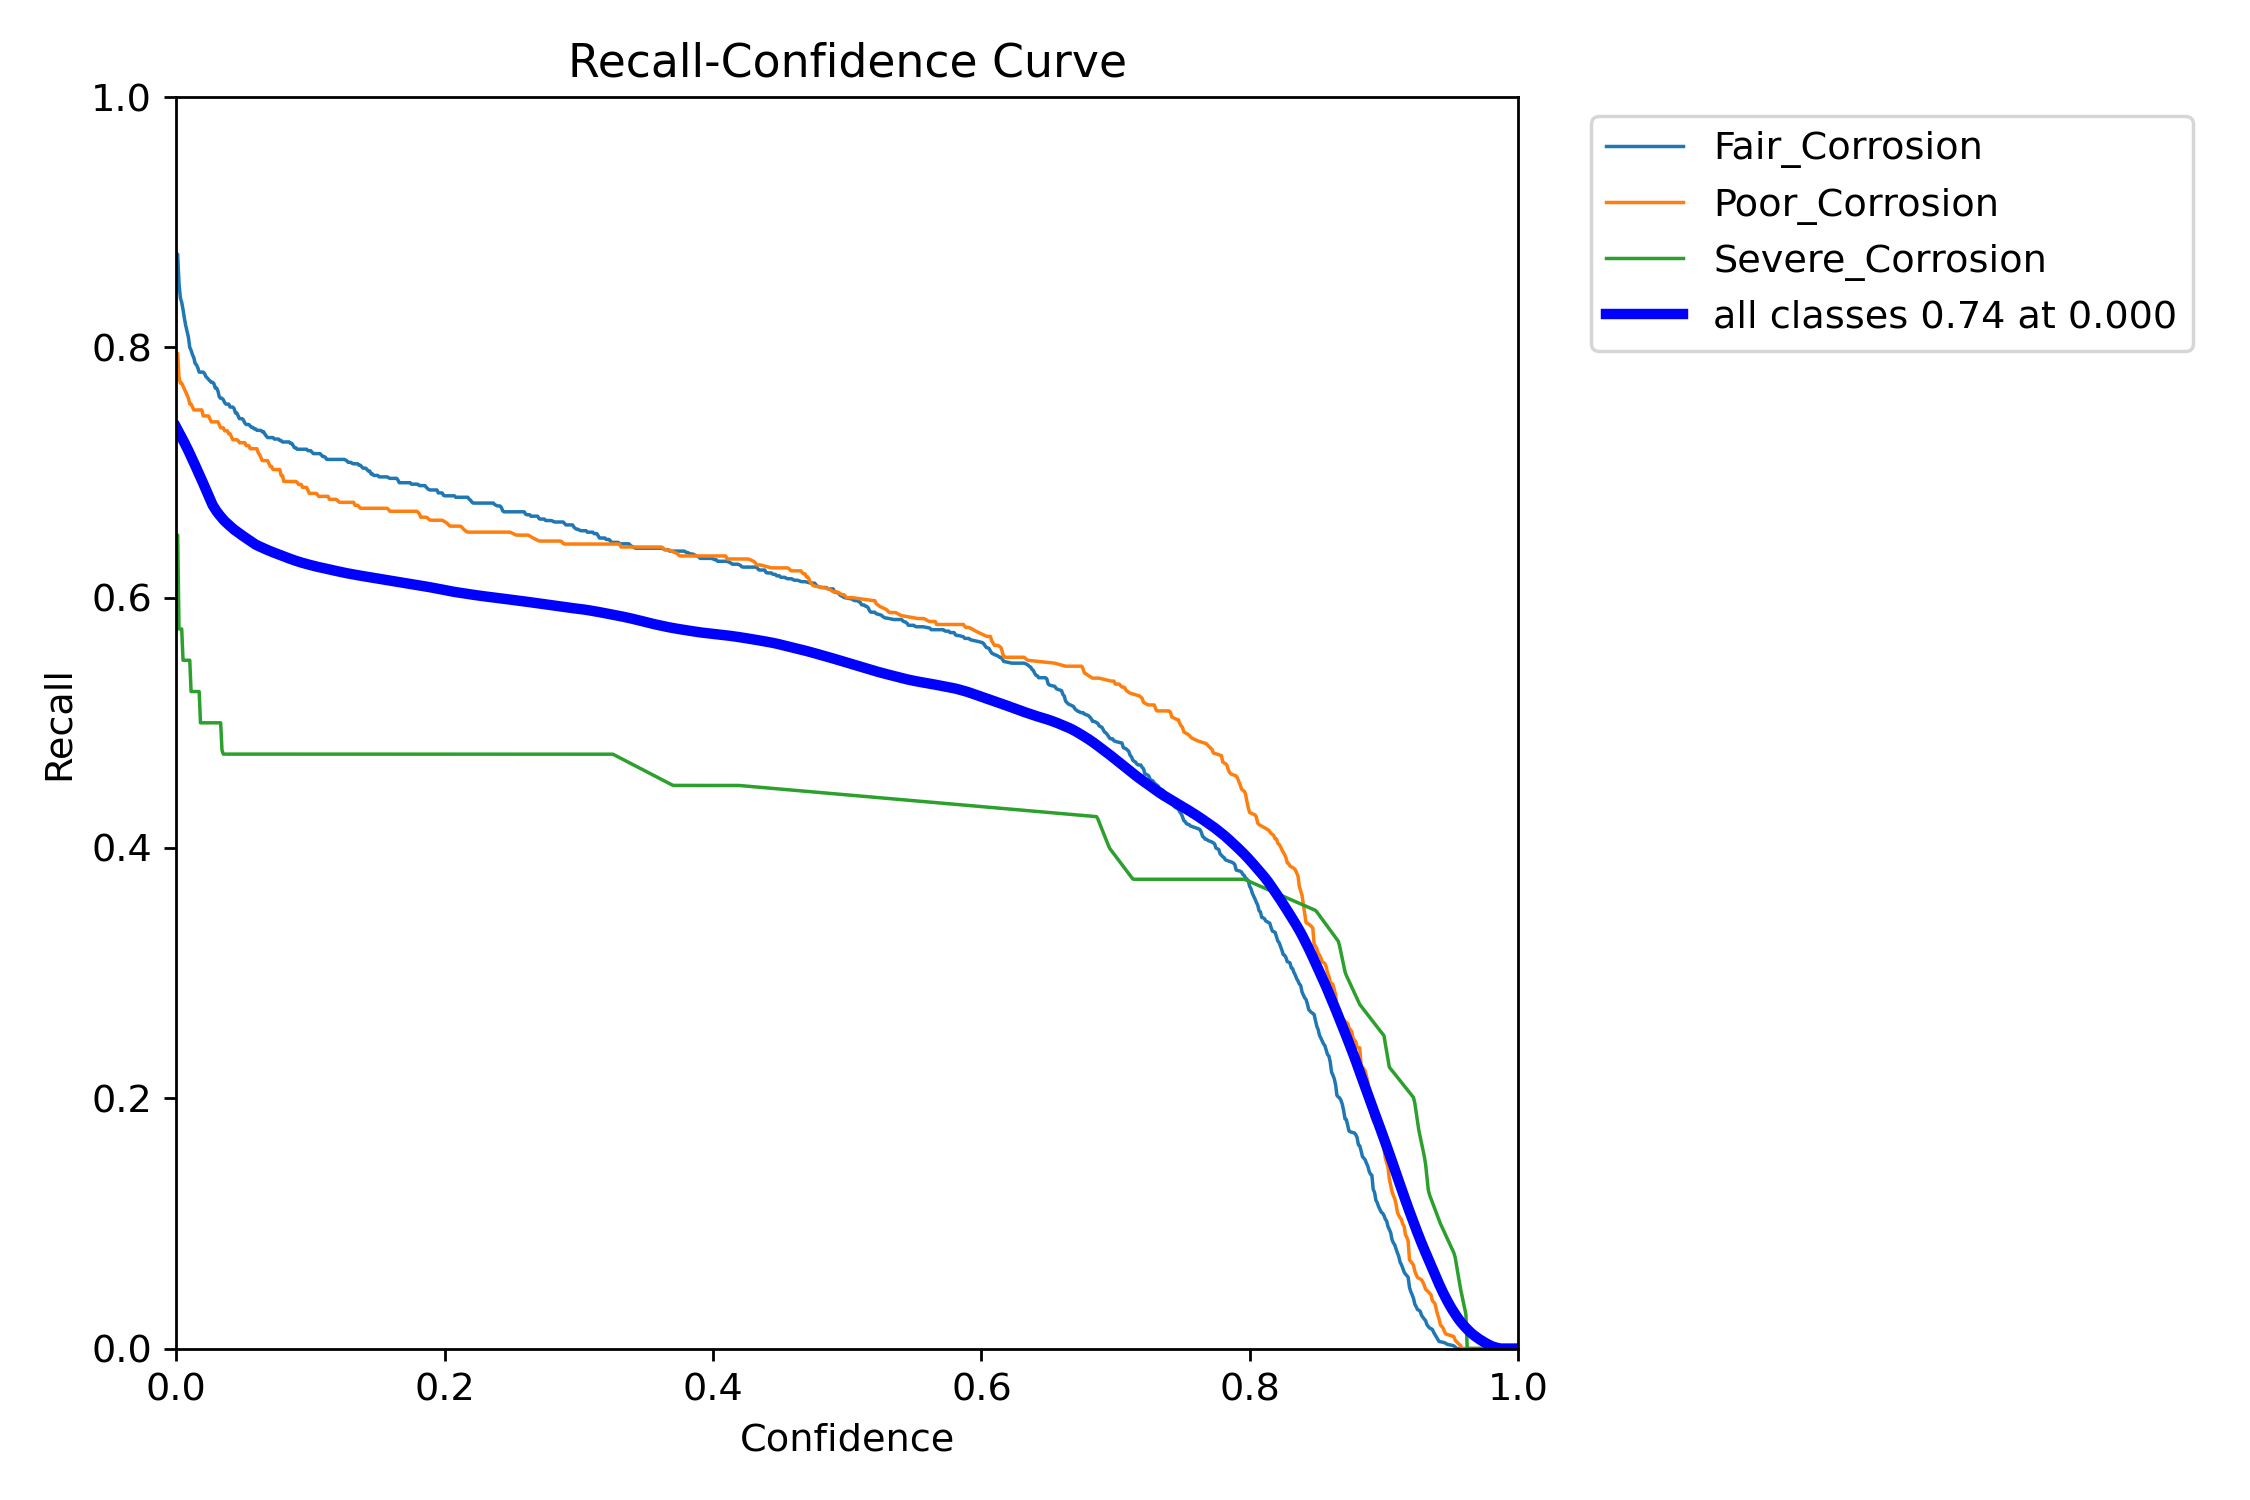 Recall-Confidence Curve
1.0
0.8
0.6
0.4
0.2
0.0
Recall
0.0 0.2 0.4 0.6 0.8 1.0
Confidence
Fair_Corrosion
Poor_Corrosion
Severe_Corrosion
all classes 0.74 at 0.000